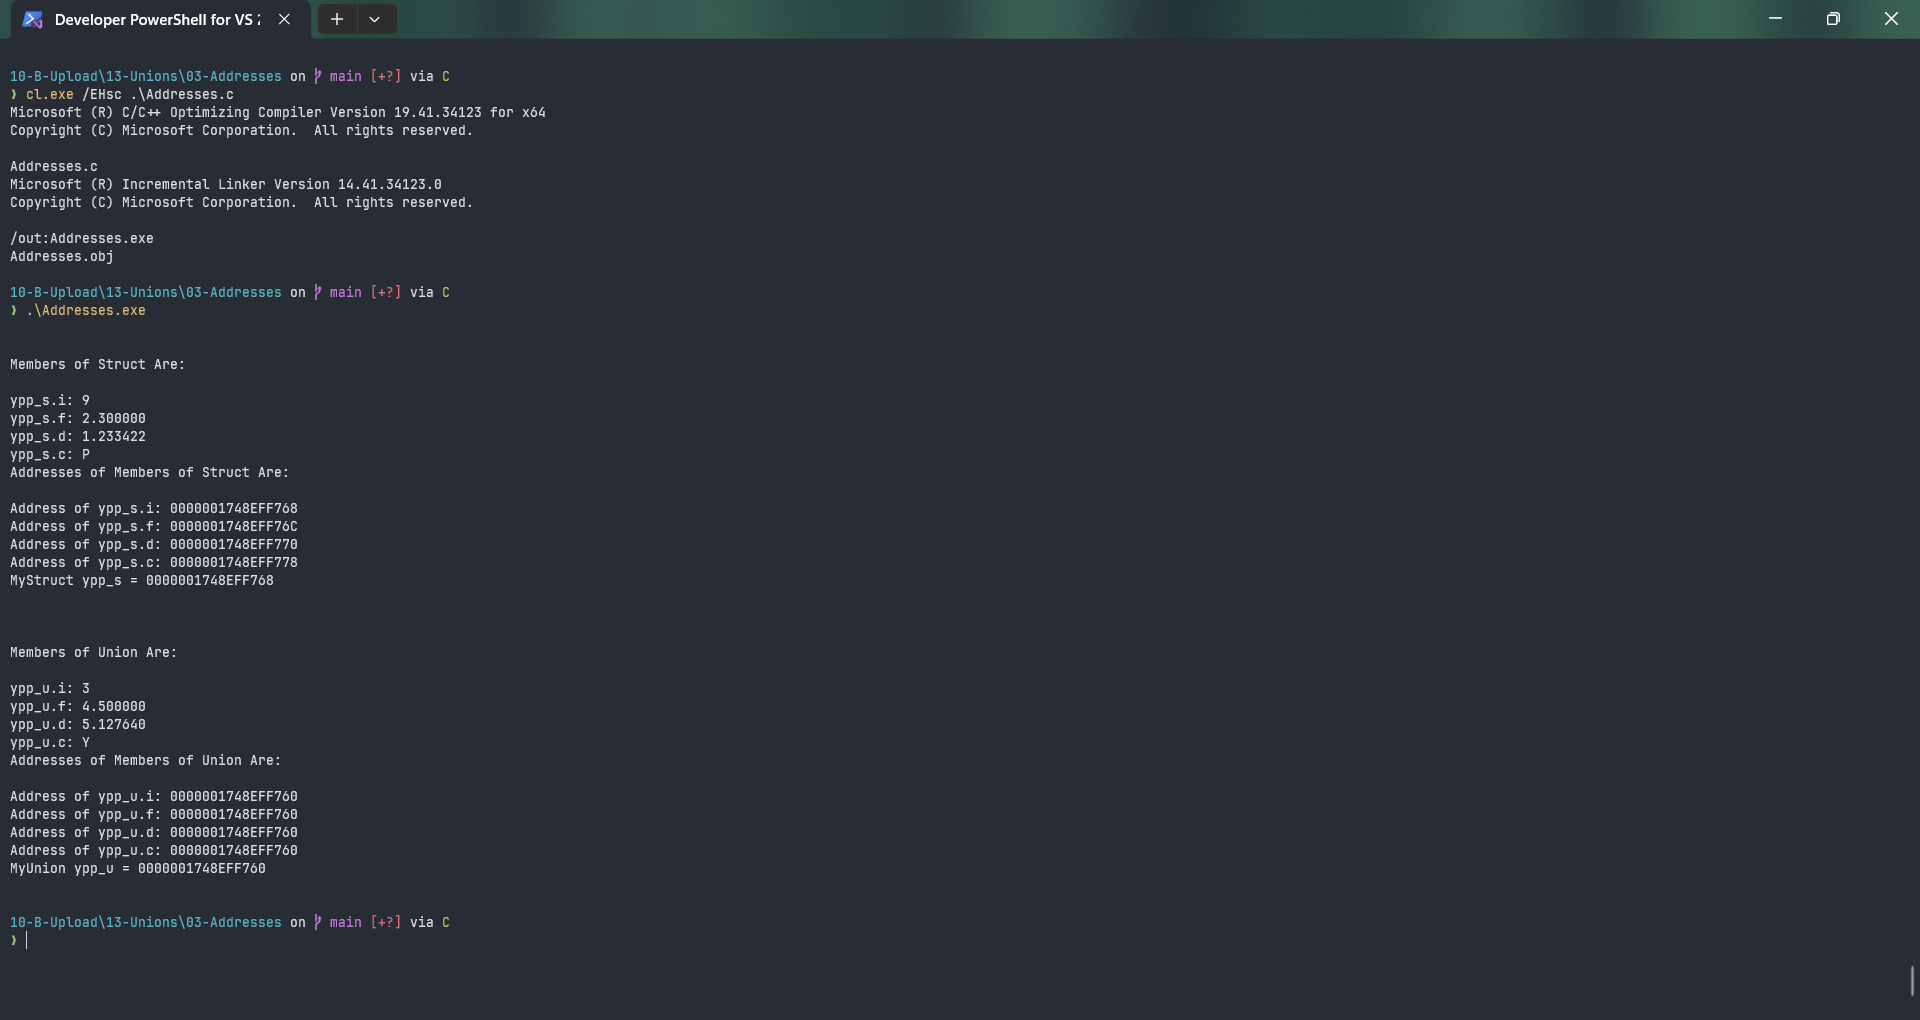 Developer PowerShell for VS 2
10-B-Upload\13-Unions\03-Addresses on main [+?] via C
❯ cl.exe /EHsc .\Addresses.c
Microsoft (R) C/C++ Optimizing Compiler Version 19.41.34123 for x64
Copyright (C) Microsoft Corporation.  All rights reserved.
Addresses.c
Microsoft (R) Incremental Linker Version 14.41.34123.0
Copyright (C) Microsoft Corporation.  All rights reserved.
/out:Addresses.exe
Addresses.obj
10-B-Upload\13-Unions\03-Addresses on main [+?] via C
❯ .\Addresses.exe
Members of Struct Are:
ypp_s.i: 9
ypp_s.f: 2.300000
ypp_s.d: 1.233422
ypp_s.c: P
Addresses of Members of Struct Are:
Address of ypp_s.i: 0000001748EFF768
Address of ypp_s.f: 0000001748EFF76C
Address of ypp_s.d: 0000001748EFF770
Address of ypp_s.c: 0000001748EFF778
MyStruct ypp_s = 0000001748EFF768
Members of Union Are:
ypp_u.i: 3
ypp_u.f: 4.500000
ypp_u.d: 5.127640
ypp_u.c: Y
Addresses of Members of Union Are:
Address of ypp_u.i: 0000001748EFF760
Address of ypp_u.f: 0000001748EFF760
Address of ypp_u.d: 0000001748EFF760
Address of ypp_u.c: 0000001748EFF760
MyUnion ypp_u = 0000001748EFF760
10-B-Upload\13-Unions\03-Addresses on main [+?] via C
❯